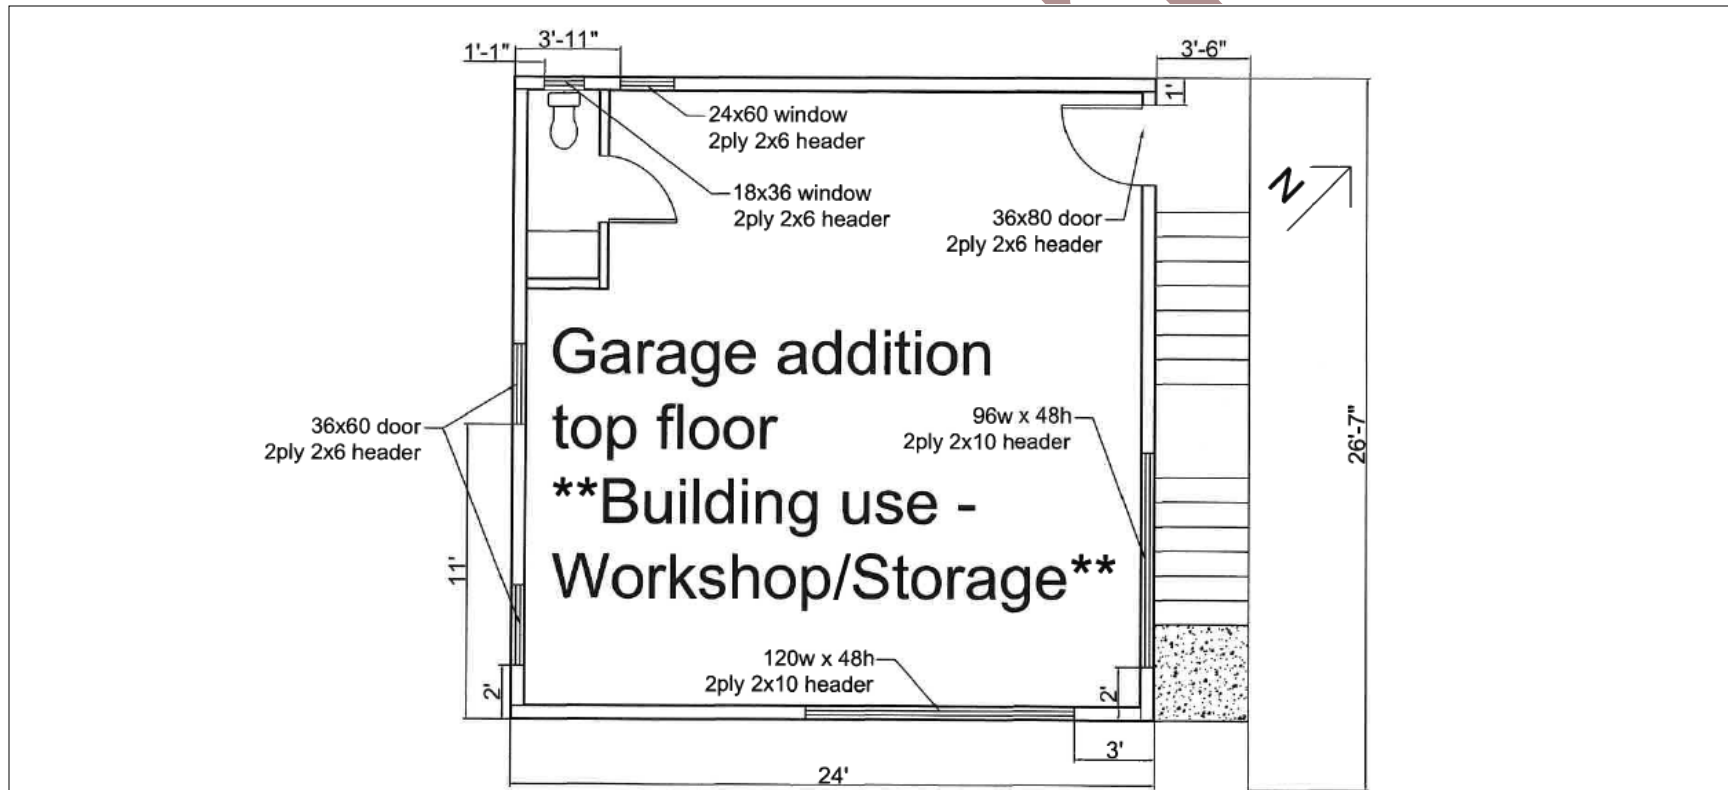 1'-1"
3'-11"
3'-6"
1'
24x60 window
2ply 2x6 header
18x36 window
2ply 2x6 header
36x80 door
2ply 2x6 header
N
Garage addition
top floor
**Building use -
Workshop/Storage**
36x60 door
2ply 2x6 header
96w x 48h
2ply 2x10 header
26'-7"
11'
120w x 48h
2ply 2x10 header
2'
2'
3'
24'